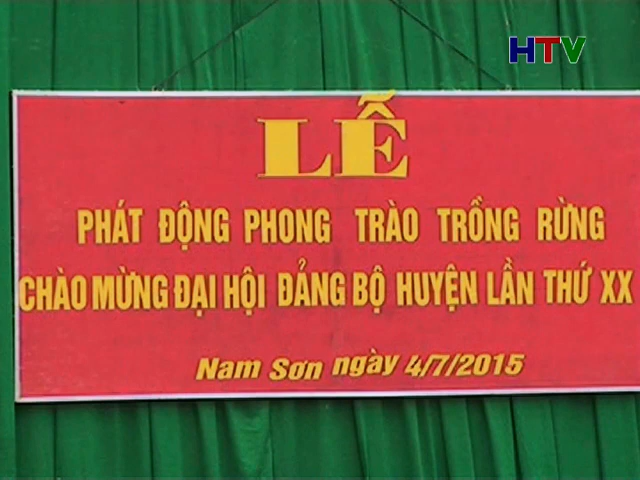 HTV
LỄ
PHÁT ĐỘNG PHONG TRÀO TRỒNG RỪNG
CHÀO MỪNG ĐẠI HỘI ĐẢNG BỘ HUYỆN LẦN THỨ XX
Nam Sơn ngày 4/7/2015